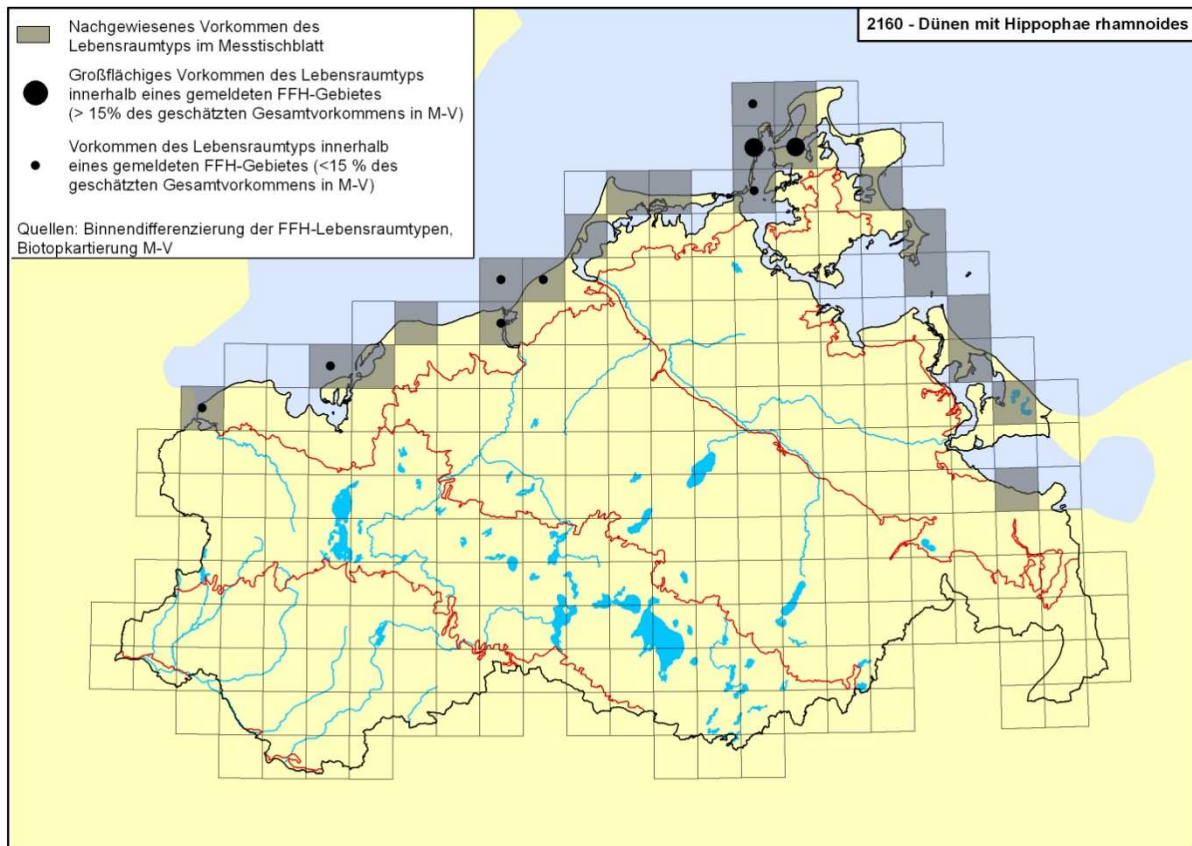 Nachgewiesenes Vorkommen des
Lebensraumtyps im Messtischblatt
Großflächiges Vorkommen des Lebensraumtyps
innerhalb eines gemeldeten FFH-Gebietes
(> 15% des geschätzten Gesamtvorkommens in M-V)
Vorkommen des Lebensraumtyps innerhalb
eines gemeldeten FFH-Gebietes (<15 % des
geschätzten Gesamtvorkommens in M-V)
Quellen: Binnendifferenzierung der FFH-Lebensraumtypen,
Biotopkartierung M-V
2160 - Dünen mit Hippophae rhamnoides